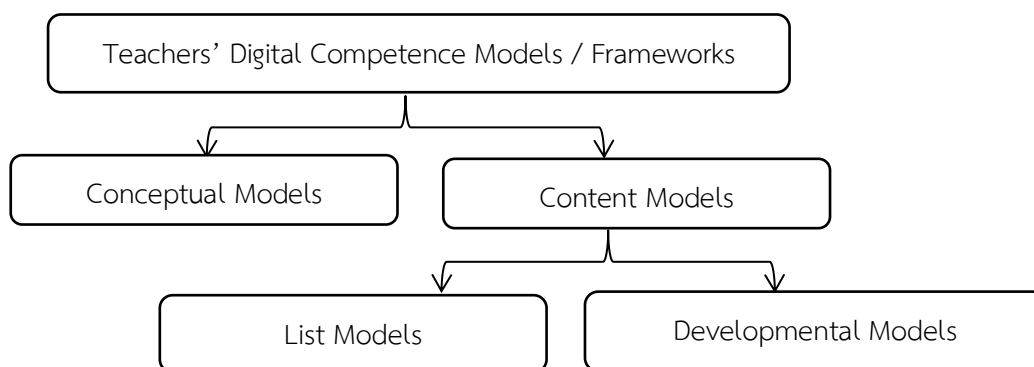 Teachers’ Digital Competence Models / Frameworks
Conceptual Models
Content Models
List Models
Developmental Models